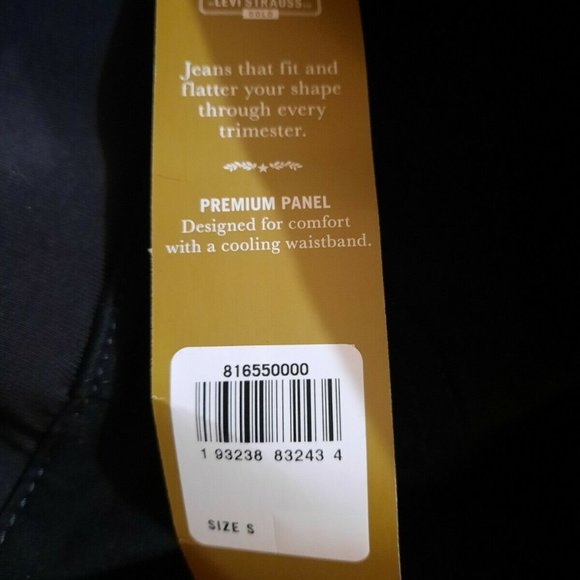 LEVI STRAUSS
GOLD
Jeans that fit and
flatter your shape
through every
trimester.
PREMIUM PANEL
Designed for comfort
with a cooling waistband.
816550000
1 93238 83243 4
SIZE S